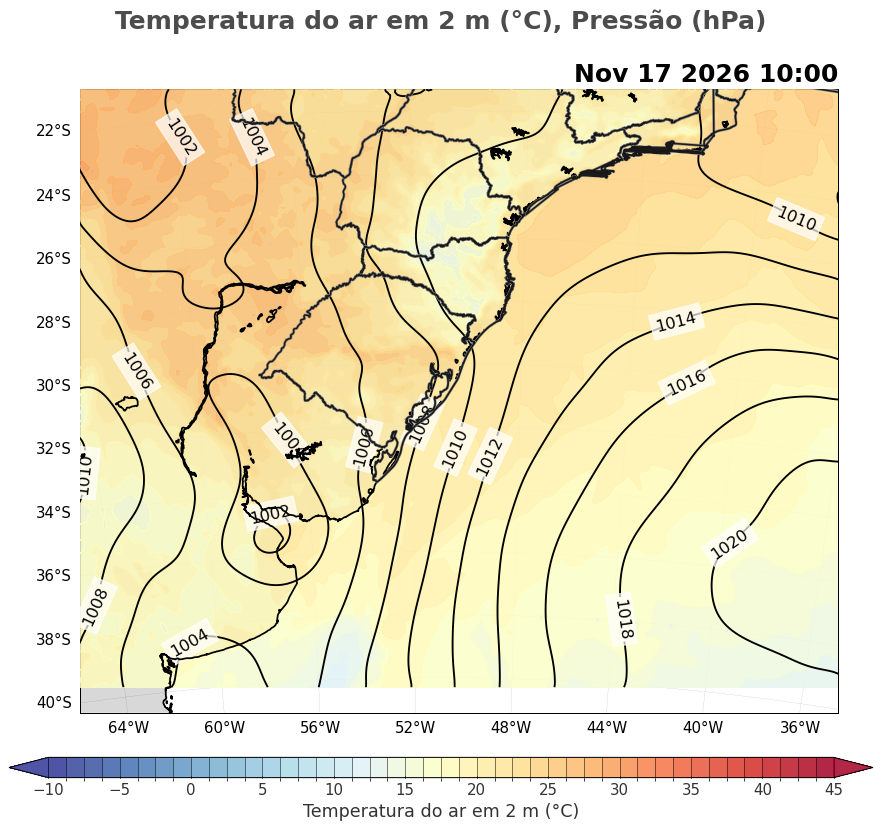 Temperatura do ar em 2 m (°C), Pressão (hPa)
Nov 17 2026 10:00
22°S
24°S
26°S
28°S
30°S
32°S
34°S
36°S
38°S
40°S
1002
1004
1010
1014
1006
1016
1008
1006
1010
1012
1010
1002
1020
1008
1018
1004
64°W
60°W
56°W
52°W
48°W
44°W
40°W
36°W
−10
−5
0
5
10
15
20
25
30
35
40
45
Temperatura do ar em 2 m (°C)